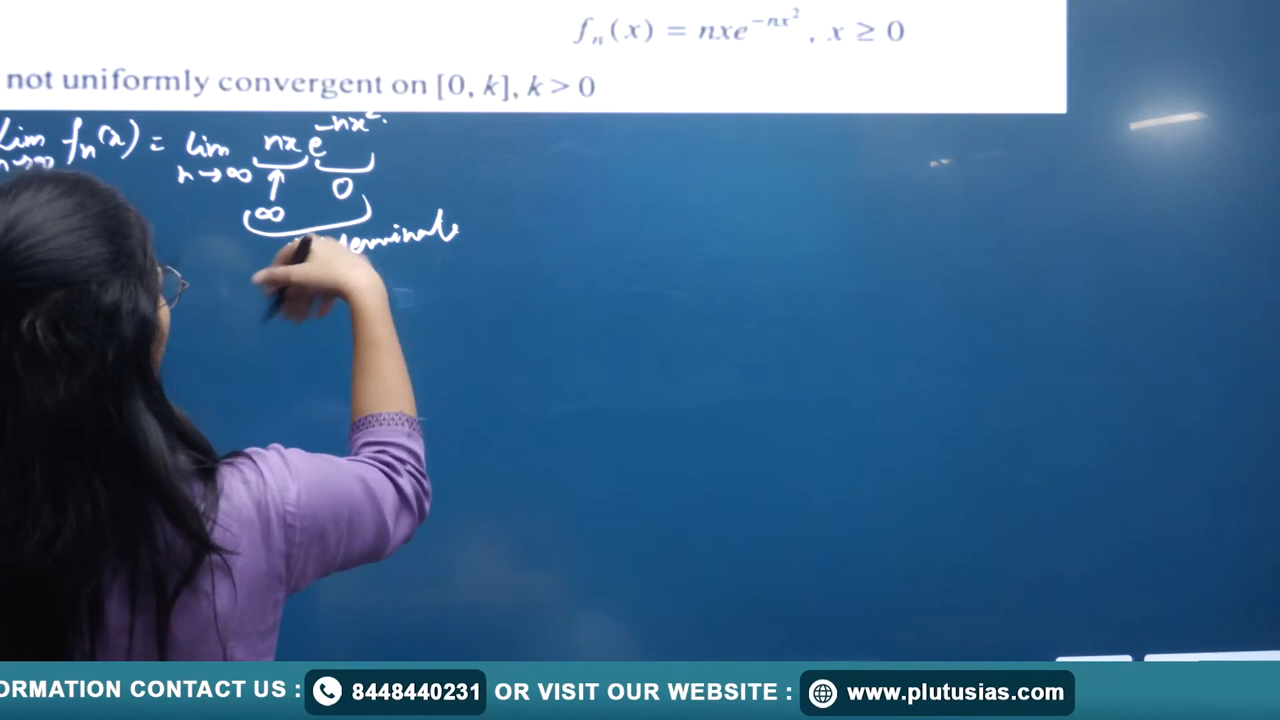 fₙ(x) = nxe^{-nx²}, x ≥ 0
not uniformly convergent on [0, k], k > 0
lim fₙ(x) = lim nx e^{-nx²}.
n→∞ n→∞
∞ 0
ORMATION CONTACT US : 8448440231 OR VISIT OUR WEBSITE : www.plutusias.com